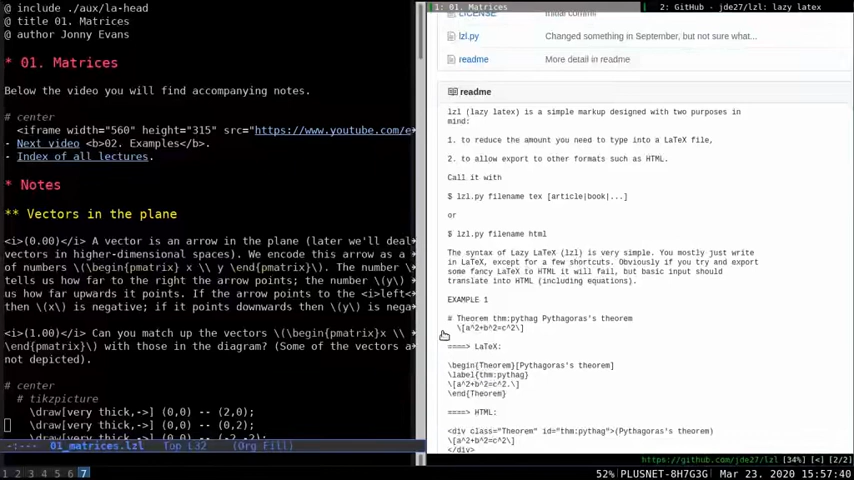 @ include ./aux/la-head
@ title 01. Matrices
@ author Jonny Evans
* 01. Matrices
Below the video you will find accompanying notes.
# center
<iframe width="560" height="315" src="https://www.youtube.com/e
- Next video <b>02. Examples</b>.
- Index of all lectures.
* Notes
** Vectors in the plane
<i>(0.00)</i> A vector is an arrow in the plane (later we'll deal
vectors in higher-dimensional spaces). We encode this arrow as a
of numbers \(\begin{pmatrix} x \\ y \end{pmatrix}\). The number
tells us how far to the right the arrow points; the number \(y\)
us how far upwards it points. If the arrow points to the <i>left<
then \(x\) is negative; if it points downwards then \(y\) is neg
<i>(1.00)</i> Can you match up the vectors \(\begin{pmatrix}x \\
\end{pmatrix}\) with those in the diagram? (Some of the vectors a
not depicted).
# center
# tikzpicture
\draw[very thick,->] (0,0) -- (2,0);
\draw[very thick,->] (0,0) -- (0,2);
\draw[very thick,->] (0,0) -- (-2,-2);
-:--- 01_matrices.lzl Top L32 (Org Fill)
1 2 3 4 5 6 7
1: 01. Matrices 2: GitHub - jde27/lzl: lazy latex
LICENSE Initial commit
lzl.py Changed something in September, but not sure what...
readme More detail in readme
readme
lzl (lazy latex) is a simple markup designed with two purposes in
mind:
1. to reduce the amount you need to type into a LaTeX file,
2. to allow export to other formats such as HTML.
Call it with
$ lzl.py filename tex [article|book|...]
or
$ lzl.py filename html
The syntax of Lazy LaTeX (lzl) is very simple. You mostly just write
in LaTeX, except for a few shortcuts. Obviously if you try and export
some fancy LaTeX to HTML it will fail, but basic input should
translate into HTML (including equations).
EXAMPLE 1
# Theorem thm:pythag Pythagoras's theorem
\[a^2+b^2=c^2\]
====> LaTeX:
\begin{Theorem}[Pythagoras's theorem]
\label{thm:pythag}
\[a^2+b^2=c^2.\]
\end{Theorem}
====> HTML:
<div class="Theorem" id="thm:pythag">(Pythagoras's theorem)
\[a^2+b^2=c^2\]
</div>
https://github.com/jde27/lzl [34%] [<] [2/2]
52% |PLUSNET-8H7G3G| Mar 23. 2020 15:57:40